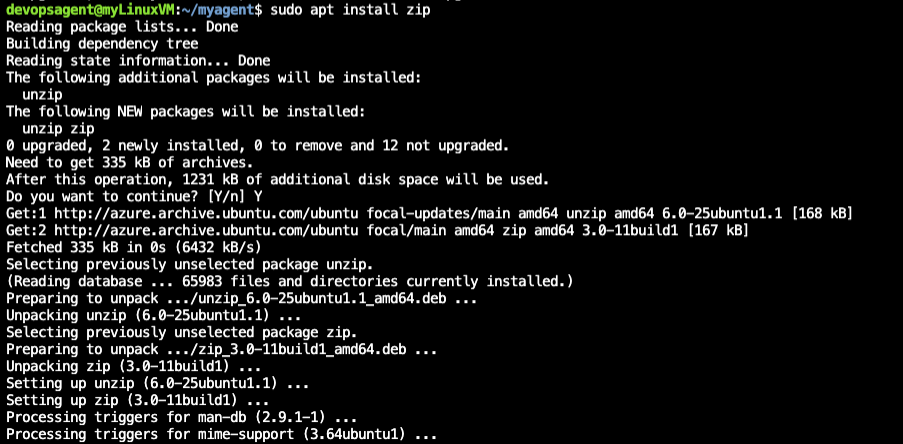 devopsagent@myLinuxVM:~/myagent$ sudo apt install zip
Reading package lists... Done
Building dependency tree
Reading state information... Done
The following additional packages will be installed:
  unzip
The following NEW packages will be installed:
  unzip zip
0 upgraded, 2 newly installed, 0 to remove and 12 not upgraded.
Need to get 335 kB of archives.
After this operation, 1231 kB of additional disk space will be used.
Do you want to continue? [Y/n] Y
Get:1 http://azure.archive.ubuntu.com/ubuntu focal-updates/main amd64 unzip amd64 6.0-25ubuntu1.1 [168 kB]
Get:2 http://azure.archive.ubuntu.com/ubuntu focal/main amd64 zip amd64 3.0-11build1 [167 kB]
Fetched 335 kB in 0s (6432 kB/s)
Selecting previously unselected package unzip.
(Reading database ... 65983 files and directories currently installed.)
Preparing to unpack .../unzip_6.0-25ubuntu1.1_amd64.deb ...
Unpacking unzip (6.0-25ubuntu1.1) ...
Selecting previously unselected package zip.
Preparing to unpack .../zip_3.0-11build1_amd64.deb ...
Unpacking zip (3.0-11build1) ...
Setting up unzip (6.0-25ubuntu1.1) ...
Setting up zip (3.0-11build1) ...
Processing triggers for man-db (2.9.1-1) ...
Processing triggers for mime-support (3.64ubuntu1) ...